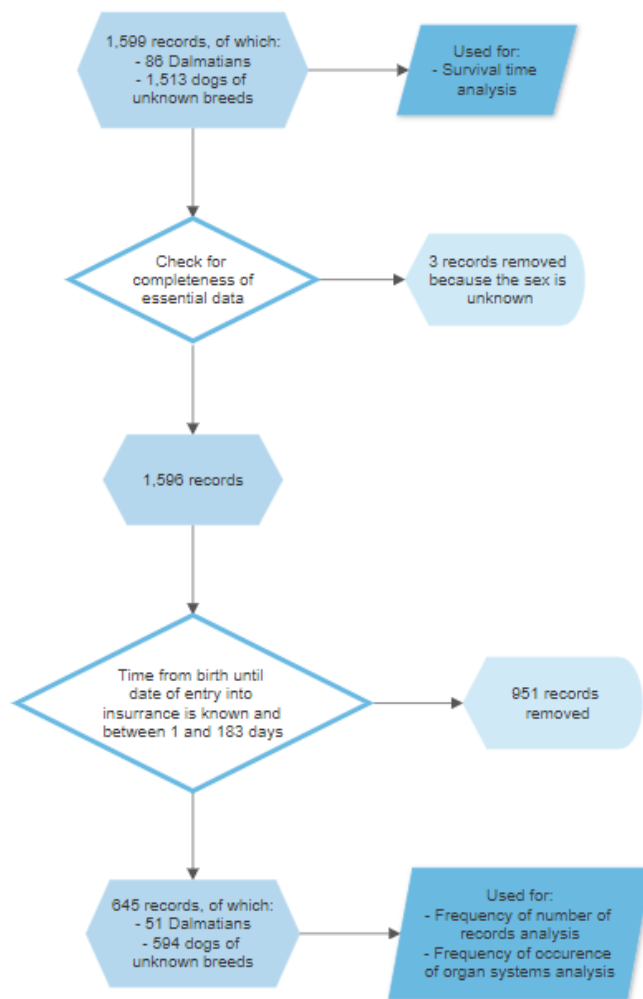 1,599 records, of which:
- 86 Dalmatians
- 1,513 dogs of
unknown breeds
Used for:
- Survival time
analysis
Check for
completeness of
essential data
3 records removed
because the sex is
unknown
1,596 records
Time from birth until
date of entry into
insurrance is known and
between 1 and 183 days
951 records
removed
645 records, of which:
- 51 Dalmatians
- 594 dogs of
unknown breeds
Used for:
- Frequency of number of
records analysis
- Frequency of occurence
of organ systems analysis